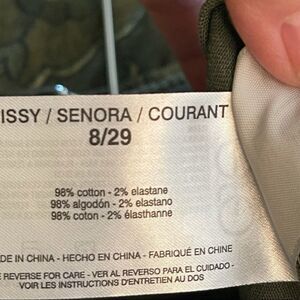 ISSY / SENORA / COURANT
8/29
98% cotton - 2% elastane
98% algodón - 2% elastano
98% coton - 2% élasthanne
DE IN CHINA - HECHO EN CHINA - FABRIQUÉ EN CHINE
REVERSE FOR CARE - VER AL REVERSO PARA EL CUIDADO -
VOIR LES INSTRUCTIONS D'ENTRETIEN AU DOS